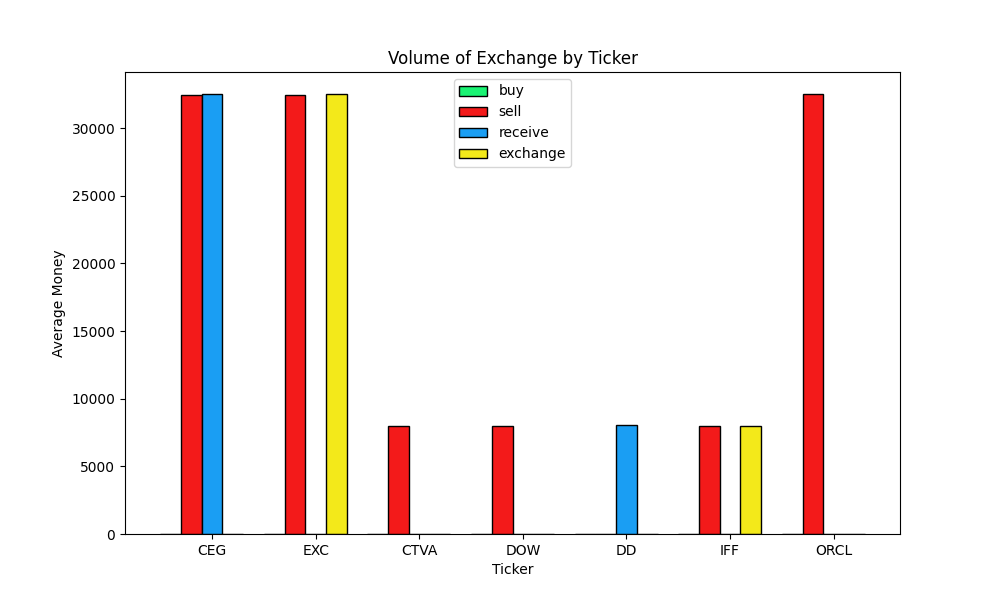 Volume of Exchange by Ticker
buy
sell
receive
exchange
30000
25000
20000
15000
10000
5000
0
Average Money
CEG EXC CTVA DOW DD IFF ORCL
Ticker